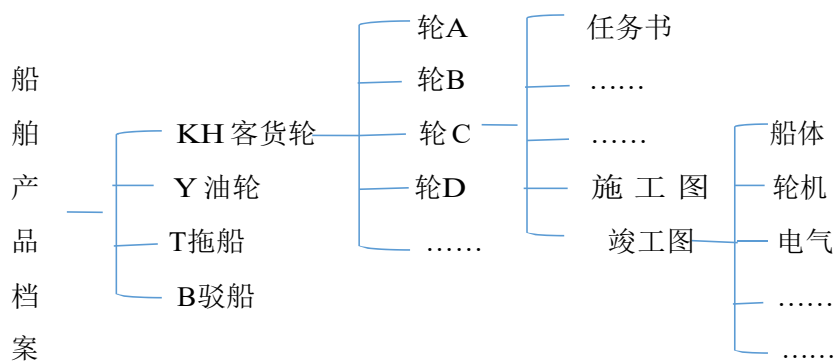 船舶产品档案
KH 客货轮
Y 油轮
T拖船
B驳船
轮A
轮B
轮 C
轮D
……
任务书
……
……
施 工 图
竣工图
船体
轮机
电气
……
……